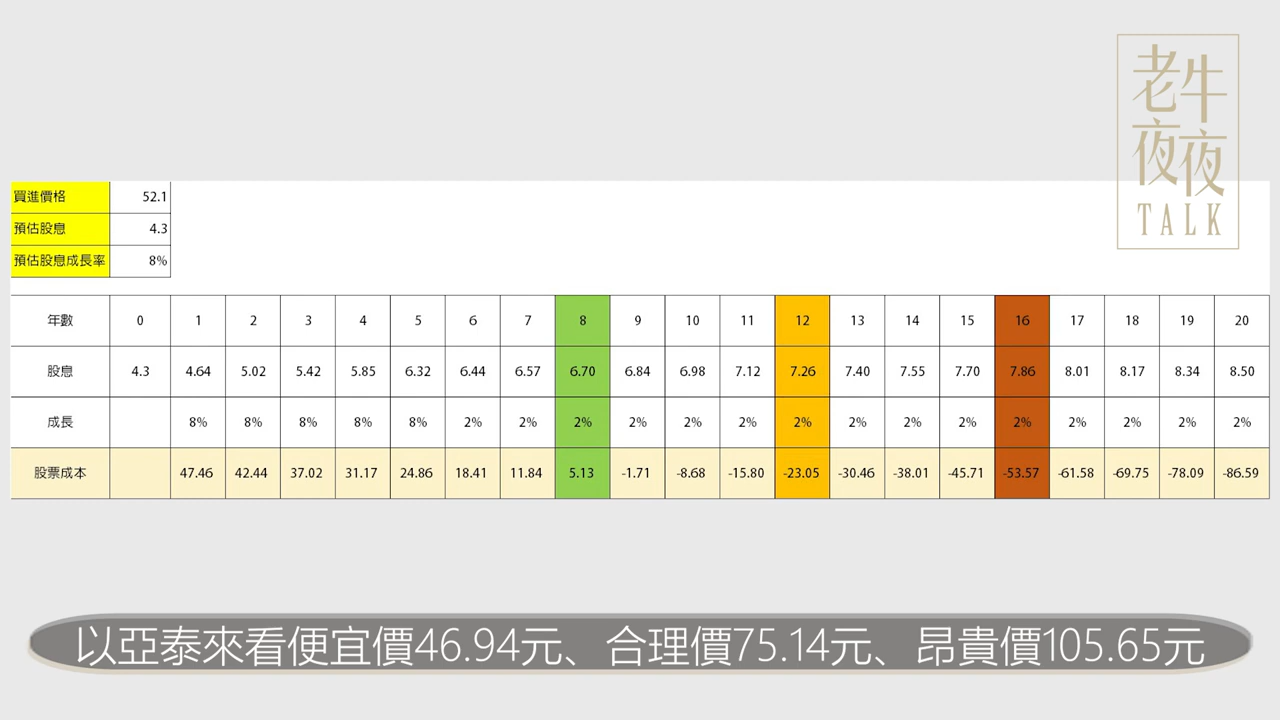 老牛
夜夜
TALK
買進價格 52.1
預估股息 4.3
預估股息成長率 8%
年數 0 1 2 3 4 5 6 7 8 9 10 11 12 13 14 15 16 17 18 19 20
股息 4.3 4.64 5.02 5.42 5.85 6.32 6.44 6.57 6.70 6.84 6.98 7.12 7.26 7.40 7.55 7.70 7.86 8.01 8.17 8.34 8.50
成長 8% 8% 8% 8% 8% 2% 2% 2% 2% 2% 2% 2% 2% 2% 2% 2% 2% 2% 2% 2%
股票成本 47.46 42.44 37.02 31.17 24.86 18.41 11.84 5.13 -1.71 -8.68 -15.80 -23.05 -30.46 -38.01 -45.71 -53.57 -61.58 -69.75 -78.09 -86.59
以亞泰來看便宜價46.94元、合理價75.14元、昂貴價105.65元